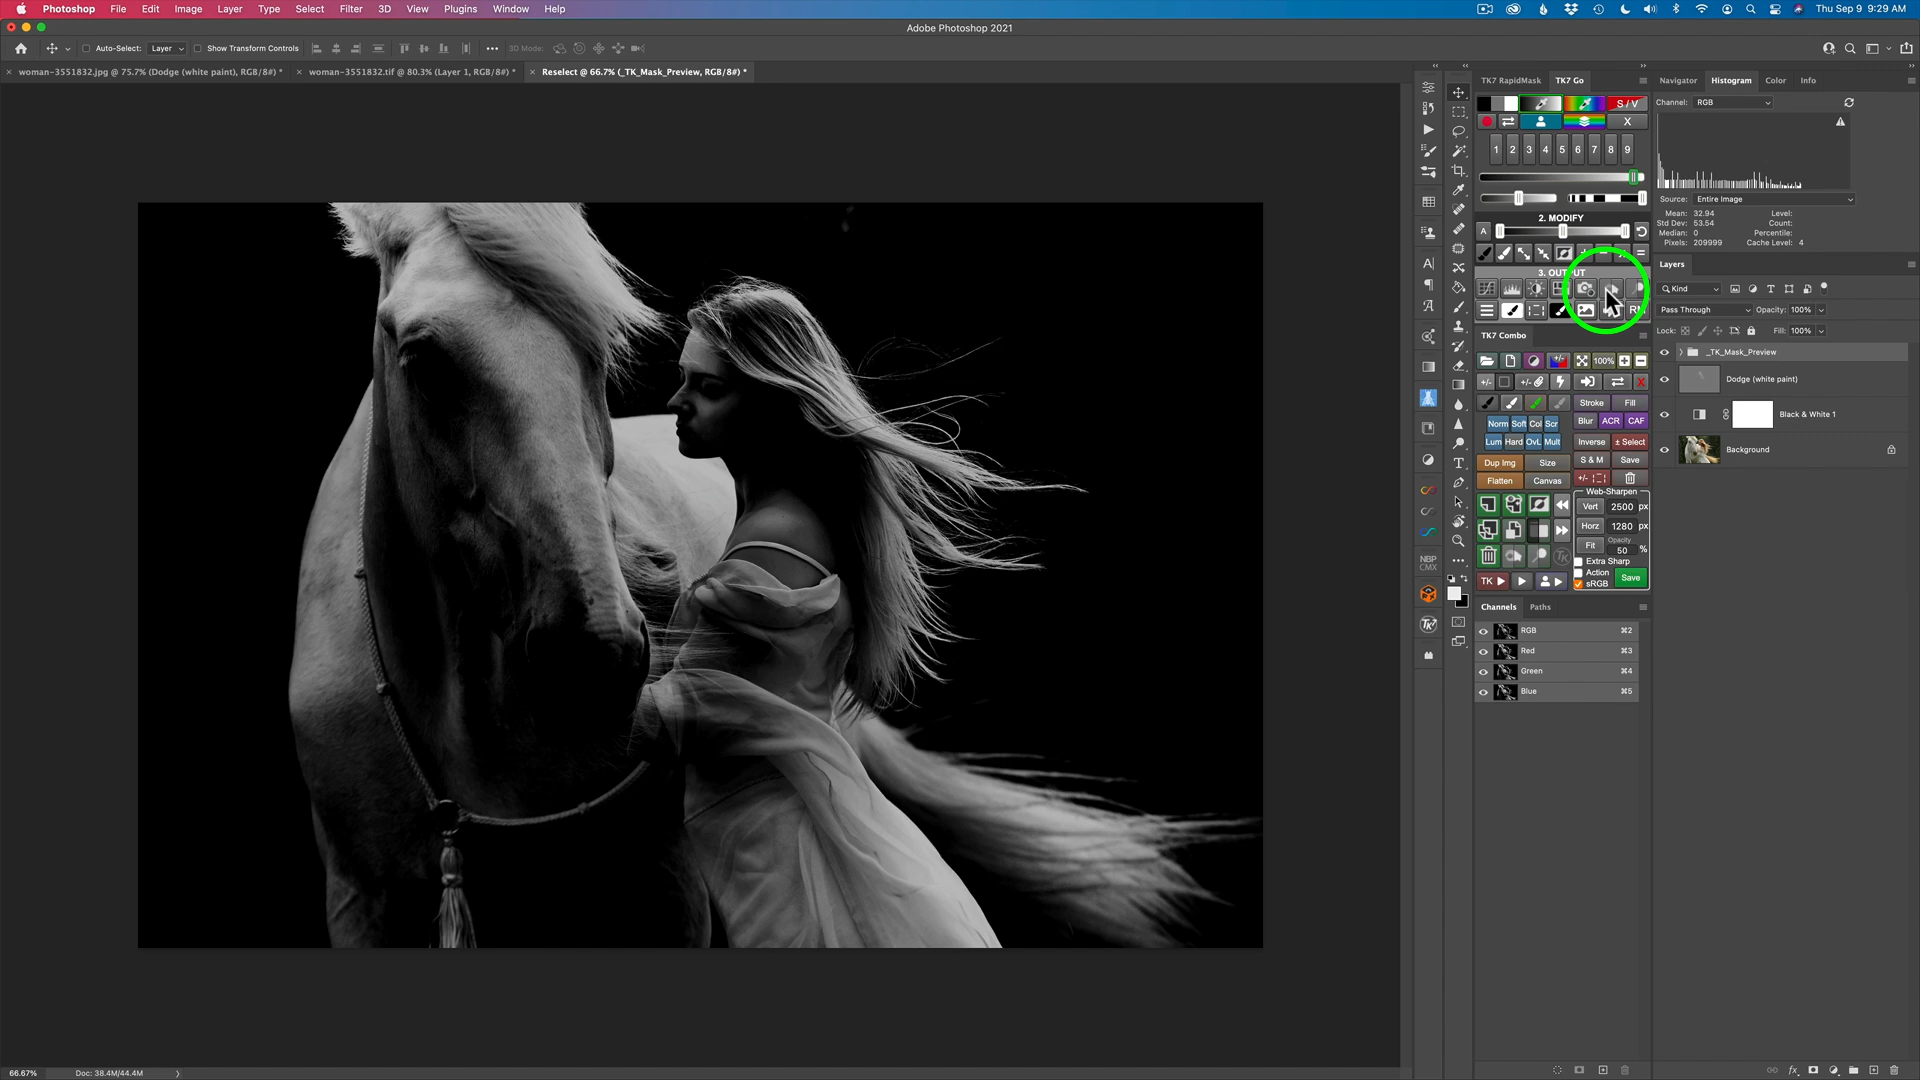 Photoshop File Edit Image Layer Type Select Filter 3D View Plugins Window Help
Thu Sep 9 9:29 AM
Adobe Photoshop 2021
Auto-Select: Layer Show Transform Controls 3D Mode:
woman-3551832.jpg @ 75.7% (Dodge (white paint), RGB/8#) *
woman-3551832.tif @ 80.3% (Layer 1, RGB/8#) *
Reselect @ 66.7% (_TK_Mask_Preview, RGB/8#) *
TK7 RapidMask TK7 Go
S / V
X
1 2 3 4 5 6 7 8 9
2. MODIFY
A
3. OUTPUT
TK7 Combo
100%
+/- +/- X
Stroke Fill
Blur ACR CAF
Norm Soft Col Scr
Lum Hard OvL Mult
Inverse ± Select
Dup Img Size S & M Save
Flatten Canvas +/-
Web-Sharpen
Vert 2500 px
Horz 1280 px
Fit Opacity 50 %
Extra Sharp
Action
sRGB Save
TK
NBP
CMX
Channels Paths
RGB ⌘2
Red ⌘3
Green ⌘4
Blue ⌘5
Navigator Histogram Color Info
Channel: RGB
Source: Entire Image
Mean: 32.94 Level:
Std Dev: 53.54 Count:
Median: 0 Percentile:
Pixels: 209999 Cache Level: 4
Layers
Kind
Pass Through Opacity: 100%
Lock: Fill: 100%
_TK_Mask_Preview
Dodge (white paint)
Black & White 1
Background
66.67% Doc: 38.4M/44.4M